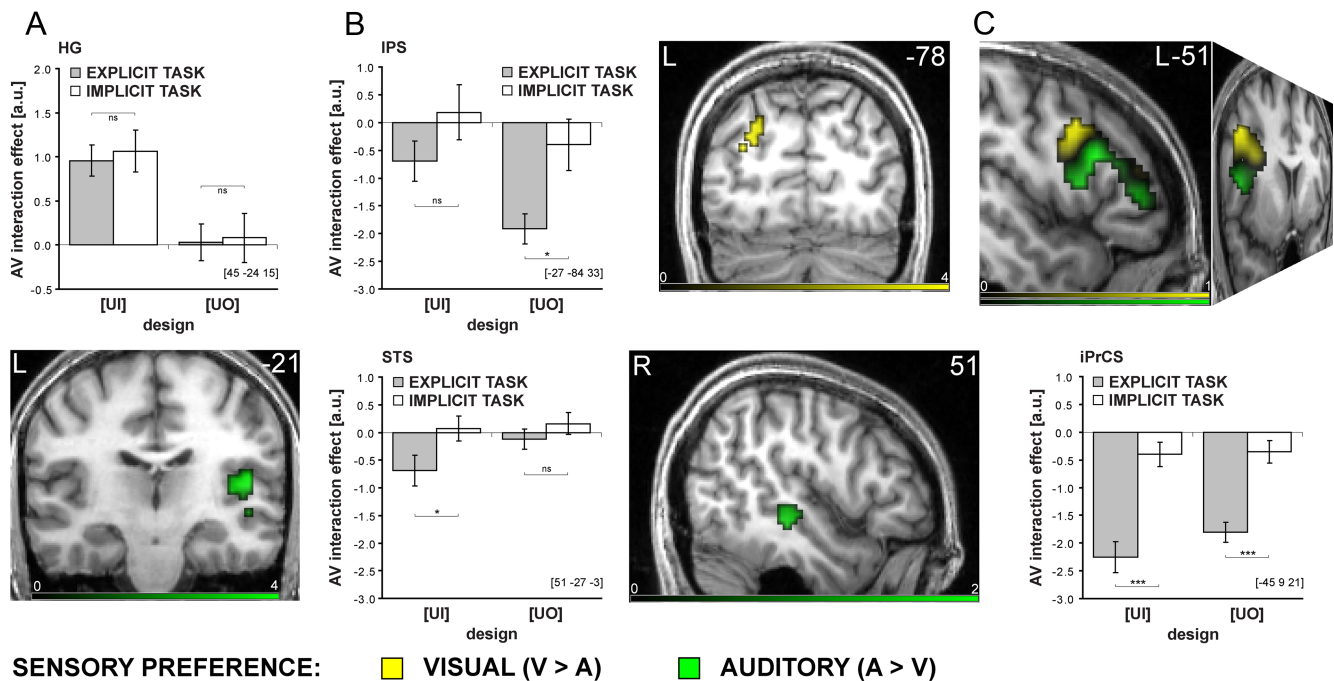 A
HG
EXPLICIT TASK
IMPLICIT TASK
AV interaction effect [a.u.]
2.0
1.5
1.0
0.5
0.0
-0.5
ns
ns
[45 -24 15]
[UI]
[UO]
design
B
IPS
EXPLICIT TASK
IMPLICIT TASK
AV interaction effect [a.u.]
1.0
0.5
0.0
-0.5
-1.0
-1.5
-2.0
-2.5
-3.0
ns
*
[-27 -84 33]
[UI]
[UO]
design
L
-78
0
4
C
L-51
0
1
L
-21
0
4
STS
EXPLICIT TASK
IMPLICIT TASK
AV interaction effect [a.u.]
1.0
0.5
0.0
-0.5
-1.0
-1.5
-2.0
-2.5
-3.0
*
ns
[51 -27 -3]
[UI]
[UO]
design
R
51
0
2
iPrCS
EXPLICIT TASK
IMPLICIT TASK
AV interaction effect [a.u.]
1.0
0.5
0.0
-0.5
-1.0
-1.5
-2.0
-2.5
-3.0
***
***
[-45 9 21]
[UI]
[UO]
design
SENSORY PREFERENCE:
VISUAL (V > A)
AUDITORY (A > V)